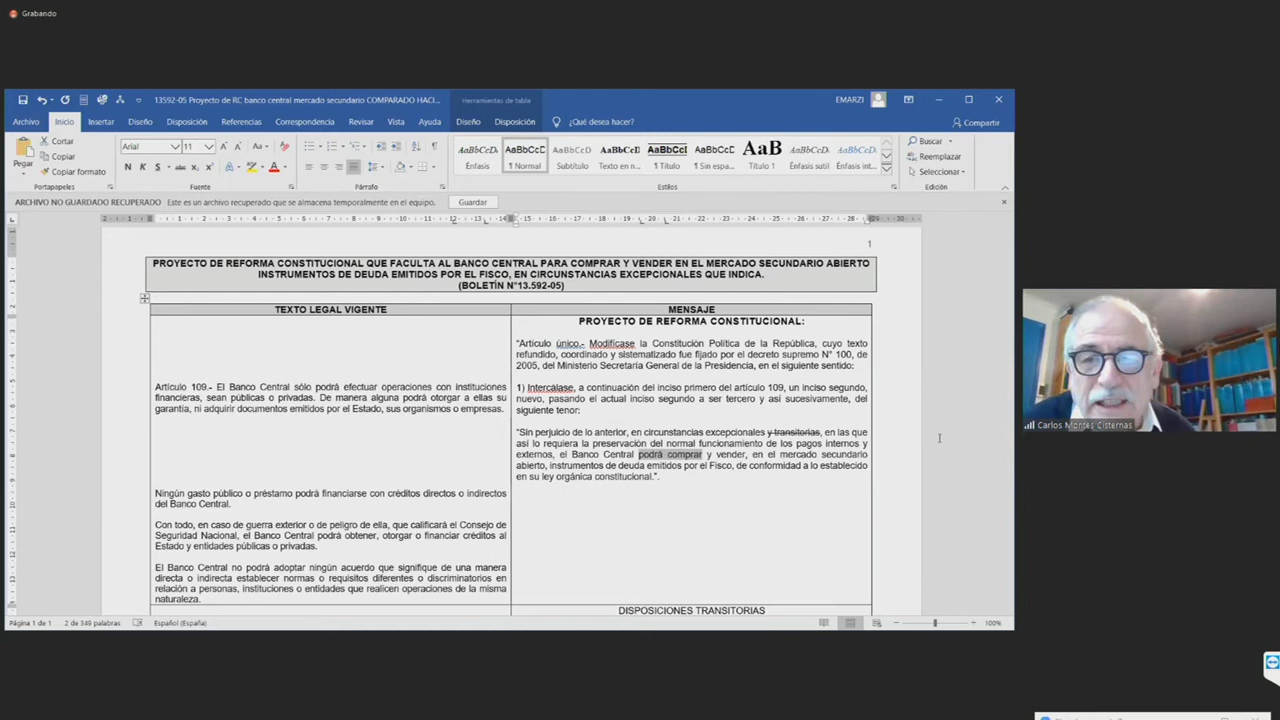 Grabando
13592-05 Proyecto de RC banco central mercado secundario COMPARADO HACI...
Herramientas de tabla
EMARZI
Archivo Inicio Insertar Diseño Disposición Referencias Correspondencia Revisar Vista Ayuda Diseño Disposición ¿Qué desea hacer? Compartir
Pegar
Cortar
Copiar
Copiar formato
Portapapeles
Arial 11
N K S abc x₂ x²
Fuente
Párrafo
AaBbCcD AaBbCcD AaBbCcD AaBbCcD AaBbCcD AaBbCcD AaB AaBbCcD AaBbCcD
Énfasis ¶ Normal Subtítulo Texto en n... ¶ Título ¶ Sin espa... Título 1 Énfasis sutil Énfasis int...
Estilos
Buscar
Reemplazar
Seleccionar
Edición
ARCHIVO NO GUARDADO RECUPERADO Este es un archivo recuperado que se almacena temporalmente en el equipo. Guardar
1
PROYECTO DE REFORMA CONSTITUCIONAL QUE FACULTA AL BANCO CENTRAL PARA COMPRAR Y VENDER EN EL MERCADO SECUNDARIO ABIERTO
INSTRUMENTOS DE DEUDA EMITIDOS POR EL FISCO, EN CIRCUNSTANCIAS EXCEPCIONALES QUE INDICA.
(BOLETÍN N°13.592-05)
TEXTO LEGAL VIGENTE
Artículo 109.- El Banco Central sólo podrá efectuar operaciones con instituciones
financieras, sean públicas o privadas. De manera alguna podrá otorgar a ellas su
garantía, ni adquirir documentos emitidos por el Estado, sus organismos o empresas.
Ningún gasto público o préstamo podrá financiarse con créditos directos o indirectos
del Banco Central.
Con todo, en caso de guerra exterior o de peligro de ella, que calificará el Consejo de
Seguridad Nacional, el Banco Central podrá obtener, otorgar o financiar créditos al
Estado y entidades públicas o privadas.
El Banco Central no podrá adoptar ningún acuerdo que signifique de una manera
directa o indirecta establecer normas o requisitos diferentes o discriminatorios en
relación a personas, instituciones o entidades que realicen operaciones de la misma
naturaleza.
MENSAJE
PROYECTO DE REFORMA CONSTITUCIONAL:
"Artículo único.- Modifícase la Constitución Política de la República, cuyo texto
refundido, coordinado y sistematizado fue fijado por el decreto supremo N° 100, de
2005, del Ministerio Secretaría General de la Presidencia, en el siguiente sentido:
1) Intercálase, a continuación del inciso primero del artículo 109, un inciso segundo,
nuevo, pasando el actual inciso segundo a ser tercero y así sucesivamente, del
siguiente tenor:
"Sin perjuicio de lo anterior, en circunstancias excepcionales y transitorias, en las que
así lo requiera la preservación del normal funcionamiento de los pagos internos y
externos, el Banco Central podrá comprar y vender, en el mercado secundario
abierto, instrumentos de deuda emitidos por el Fisco, de conformidad a lo establecido
en su ley orgánica constitucional.".
DISPOSICIONES TRANSITORIAS
Página 1 de 1 2 de 349 palabras Español (España) 100%
Carlos Montes Cisternas